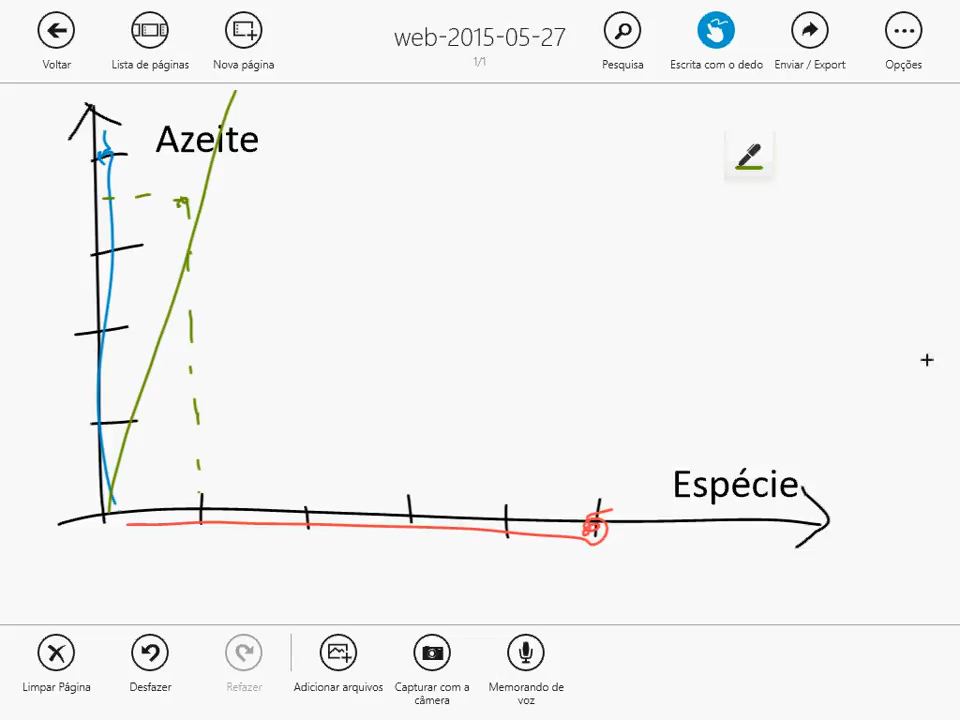 Voltar
Lista de páginas
Nova página
web-2015-05-27
1/1
Pesquisa
Escrita com o dedo
Enviar / Export
Opções
Azeite
Espécie
Limpar Página
Desfazer
Refazer
Adicionar arquivos
Capturar com a
câmera
Memorando de
voz